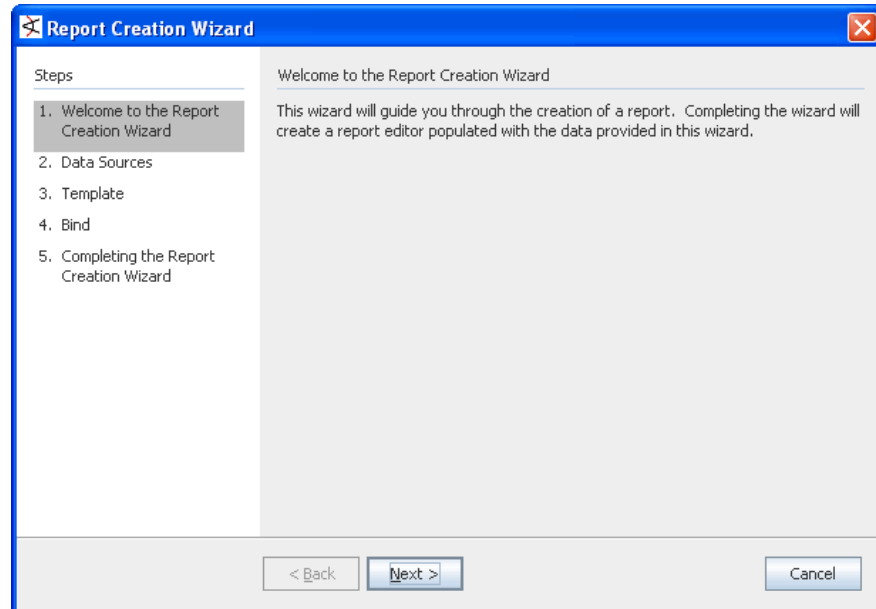 Report Creation Wizard
Steps
1. Welcome to the Report
Creation Wizard
2. Data Sources
3. Template
4. Bind
5. Completing the Report
Creation Wizard
Welcome to the Report Creation Wizard
This wizard will guide you through the creation of a report.  Completing the wizard will
create a report editor populated with the data provided in this wizard.
< Back
Next >
Cancel